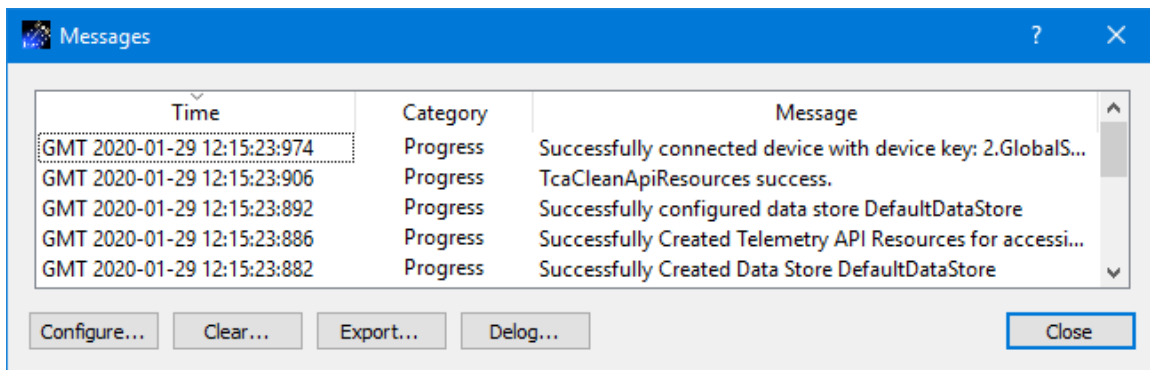 Messages
?
Time Category Message
GMT 2020-01-29 12:15:23:974 Progress Successfully connected device with device key: 2.GlobalS...
GMT 2020-01-29 12:15:23:906 Progress TcaCleanApiResources success.
GMT 2020-01-29 12:15:23:892 Progress Successfully configured data store DefaultDataStore
GMT 2020-01-29 12:15:23:886 Progress Successfully Created Telemetry API Resources for accessi...
GMT 2020-01-29 12:15:23:882 Progress Successfully Created Data Store DefaultDataStore
Configure... Clear... Export... Delog... Close